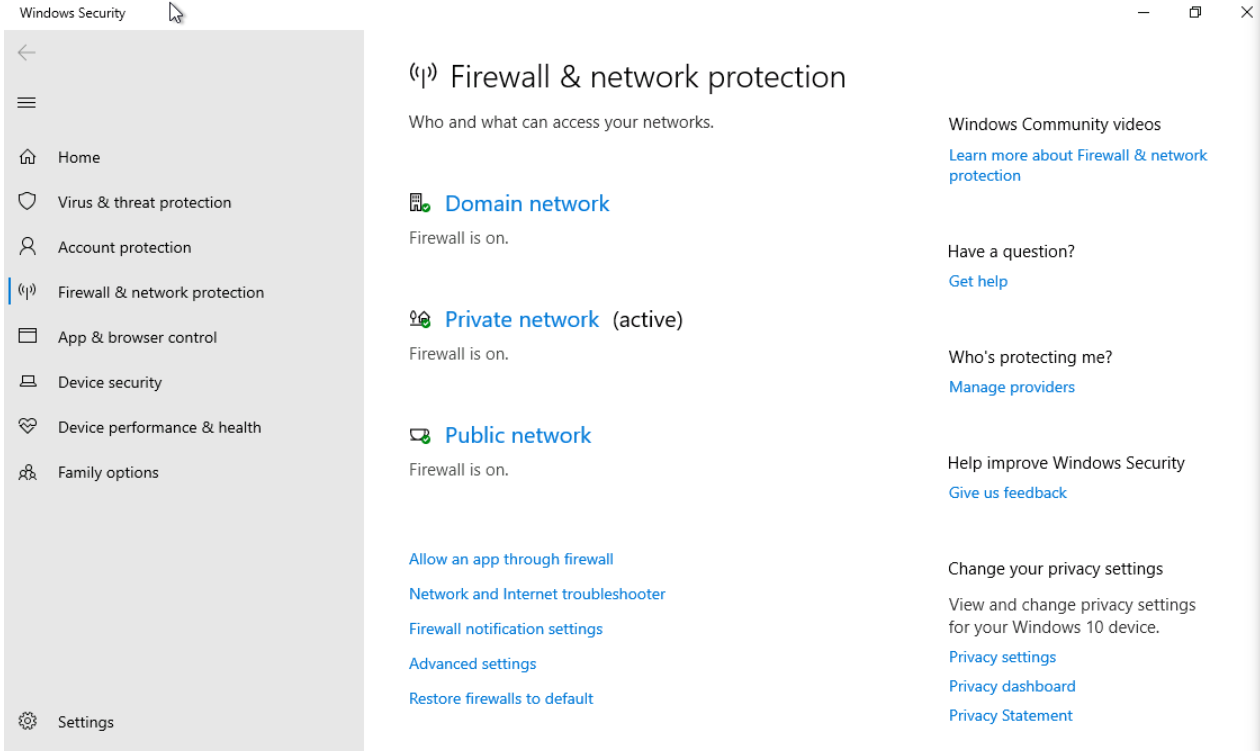 Windows Security
Home
Virus & threat protection
Account protection
Firewall & network protection
App & browser control
Device security
Device performance & health
Family options
Settings
Firewall & network protection
Who and what can access your networks.
Domain network
Firewall is on.
Private network (active)
Firewall is on.
Public network
Firewall is on.
Allow an app through firewall
Network and Internet troubleshooter
Firewall notification settings
Advanced settings
Restore firewalls to default
Windows Community videos
Learn more about Firewall & network
protection
Have a question?
Get help
Who's protecting me?
Manage providers
Help improve Windows Security
Give us feedback
Change your privacy settings
View and change privacy settings
for your Windows 10 device.
Privacy settings
Privacy dashboard
Privacy Statement